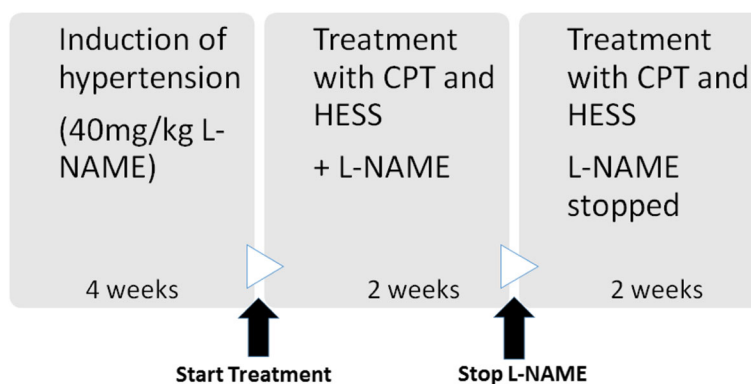 Induction of
hypertension
(40mg/kg L-
NAME)
4 weeks
Treatment
with CPT and
HESS
+ L-NAME
2 weeks
Treatment
with CPT and
HESS
L-NAME
stopped
2 weeks
Start Treatment
Stop L-NAME